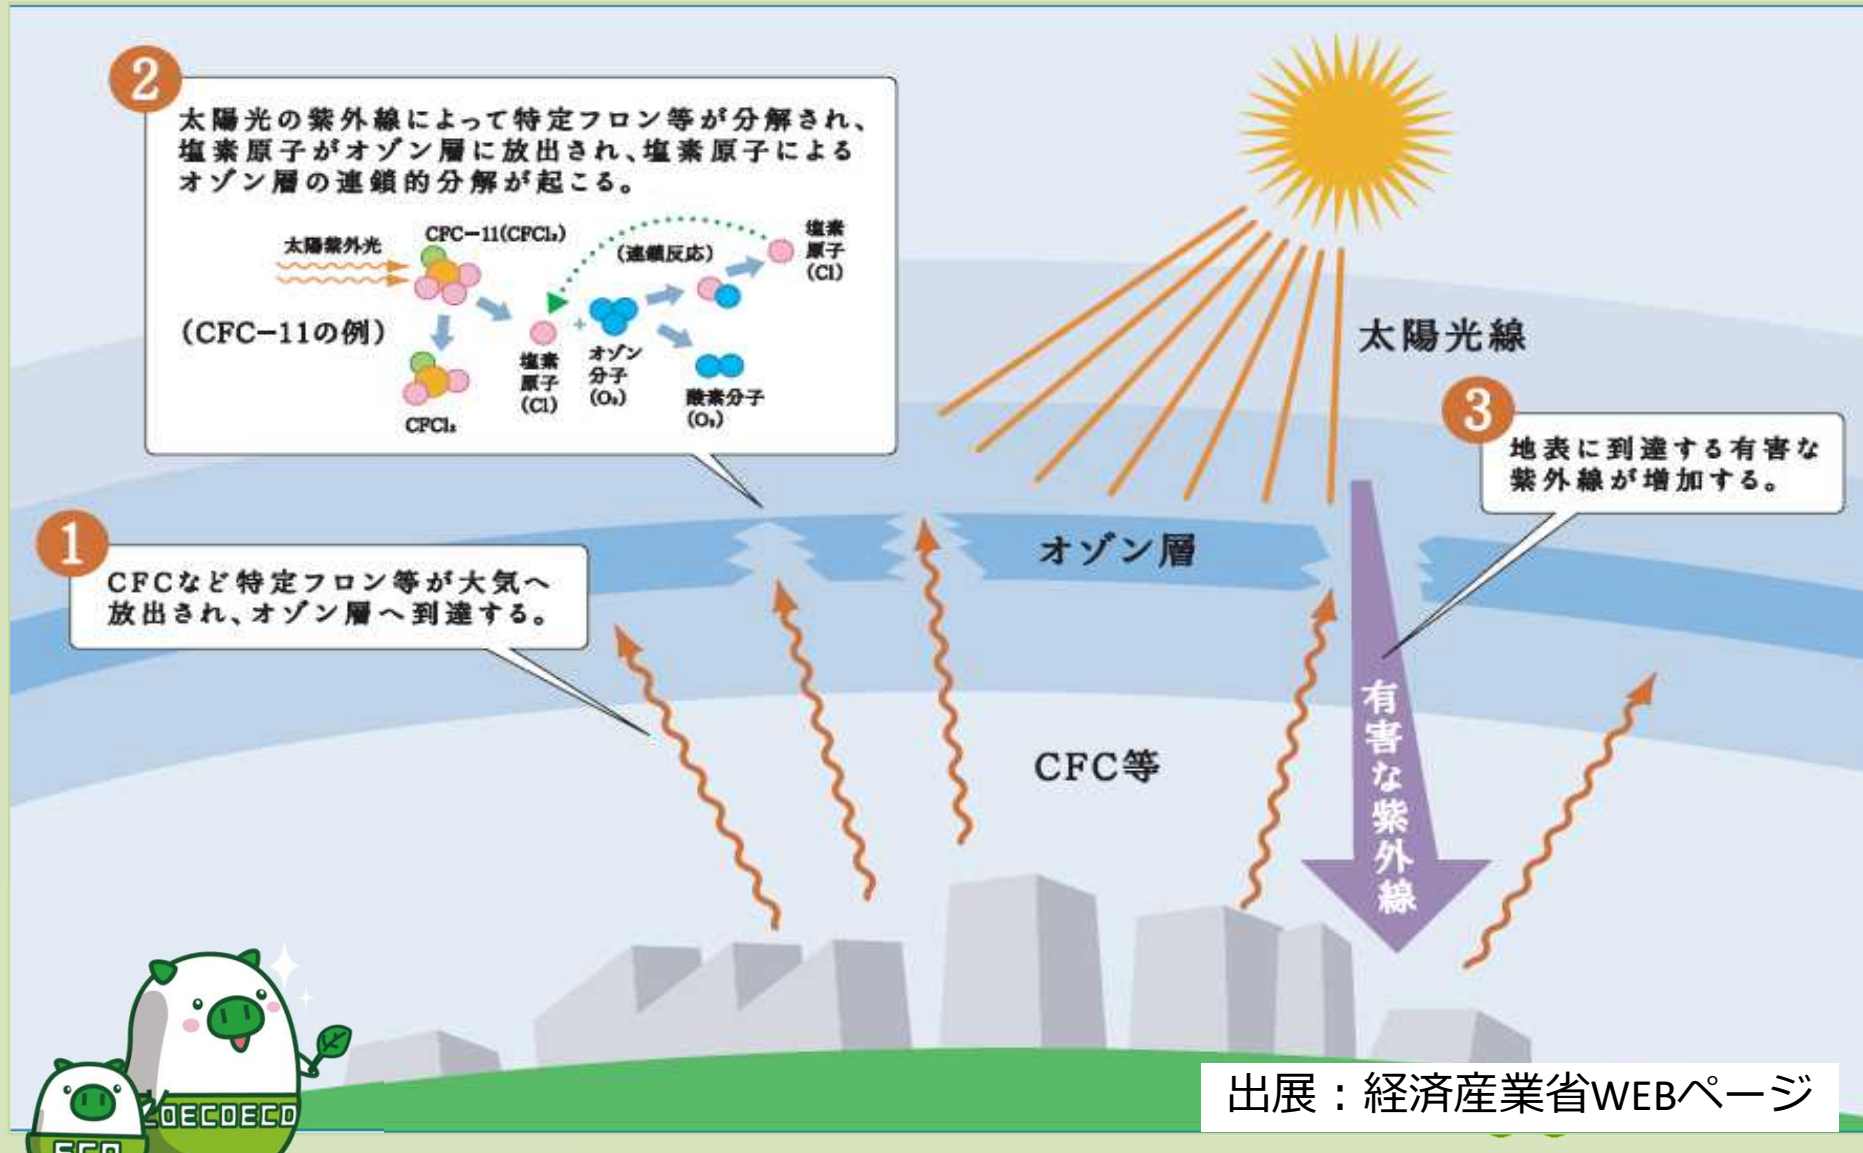 2
太陽光の紫外線によって特定フロン等が分解され、
塩素原子がオゾン層に放出され、塩素原子による
オゾン層の連鎖的分解が起こる。
太陽紫外光
CFC−11(CFCl₃)
(連鎖反応)
塩素
原子
(Cl)
(CFC−11の例)
CFCl₂
塩素
原子
(Cl)
+
オゾン
分子
(O₃)
酸素分子
(O₂)
太陽光線
3
地表に到達する有害な
紫外線が増加する。
1
CFCなど特定フロン等が大気へ
放出され、オゾン層へ到達する。
オゾン層
CFC等
有害な紫外線
出展：経済産業省WEBページ
ECOECOECO
ECO